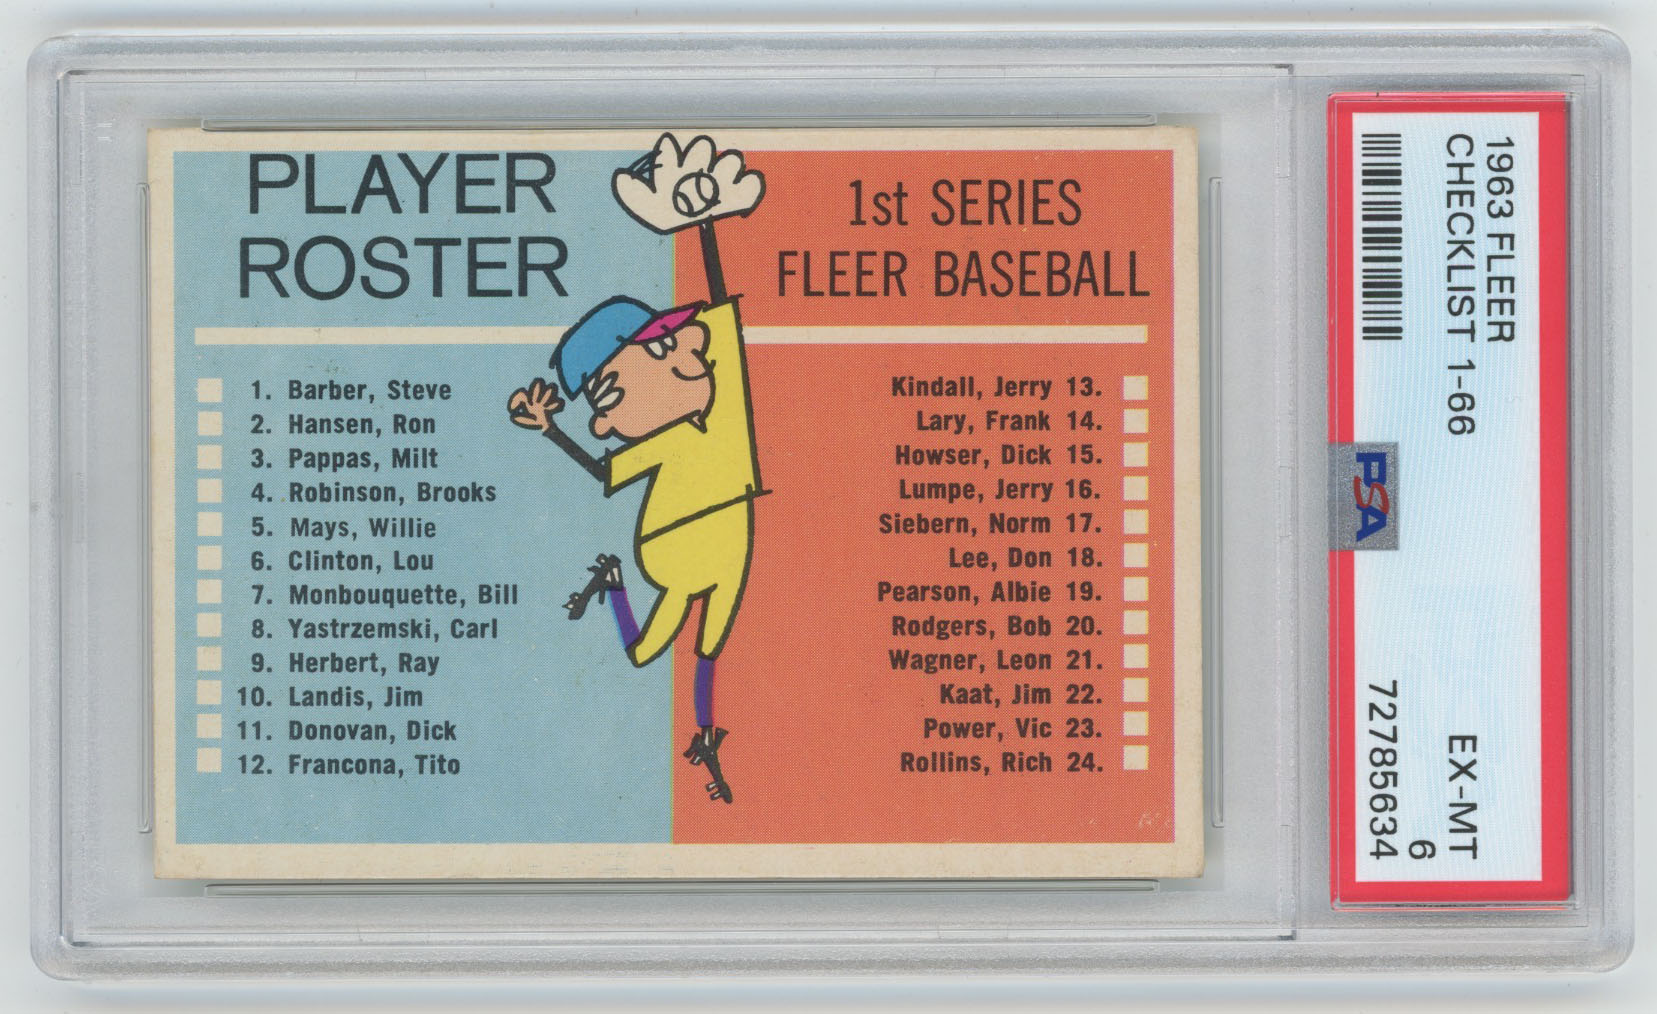 PLAYER
ROSTER
1. Barber, Steve
2. Hansen, Ron
3. Pappas, Milt
4. Robinson, Brooks
5. Mays, Willie
6. Clinton, Lou
7. Monbouquette, Bill
8. Yastrzemski, Carl
9. Herbert, Ray
10. Landis, Jim
11. Donovan, Dick
12. Francona, Tito
1st SERIES
FLEER BASEBALL
Kindall, Jerry 13.
Lary, Frank 14.
Howser, Dick 15.
Lumpe, Jerry 16.
Siebern, Norm 17.
Lee, Don 18.
Pearson, Albie 19.
Rodgers, Bob 20.
Wagner, Leon 21.
Kaat, Jim 22.
Power, Vic 23.
Rollins, Rich 24.
1963 FLEER
CHECKLIST 1-66 EX-MT
6
72785634
PSA